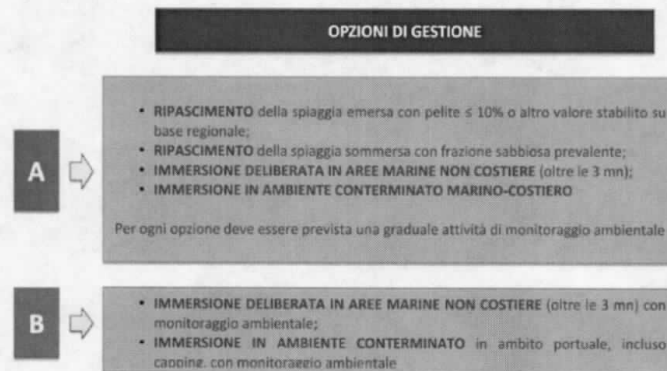 OPZIONI DI GESTIONE
A
• RIPASCIMENTO della spiaggia emersa con pelite ≤ 10% o altro valore stabilito su
base regionale;
• RIPASCIMENTO della spiaggia sommersa con frazione sabbiosa prevalente;
• IMMERSIONE DELIBERATA IN AREE MARINE NON COSTIERE (oltre le 3 mn);
• IMMERSIONE IN AMBIENTE CONTERMINATO MARINO-COSTIERO
Per ogni opzione deve essere prevista una graduale attività di monitoraggio ambientale
B
• IMMERSIONE DELIBERATA IN AREE MARINE NON COSTIERE (oltre le 3 mn) con
monitoraggio ambientale;
• IMMERSIONE IN AMBIENTE CONTERMINATO in ambito portuale, incluso
capping, con monitoraggio ambientale